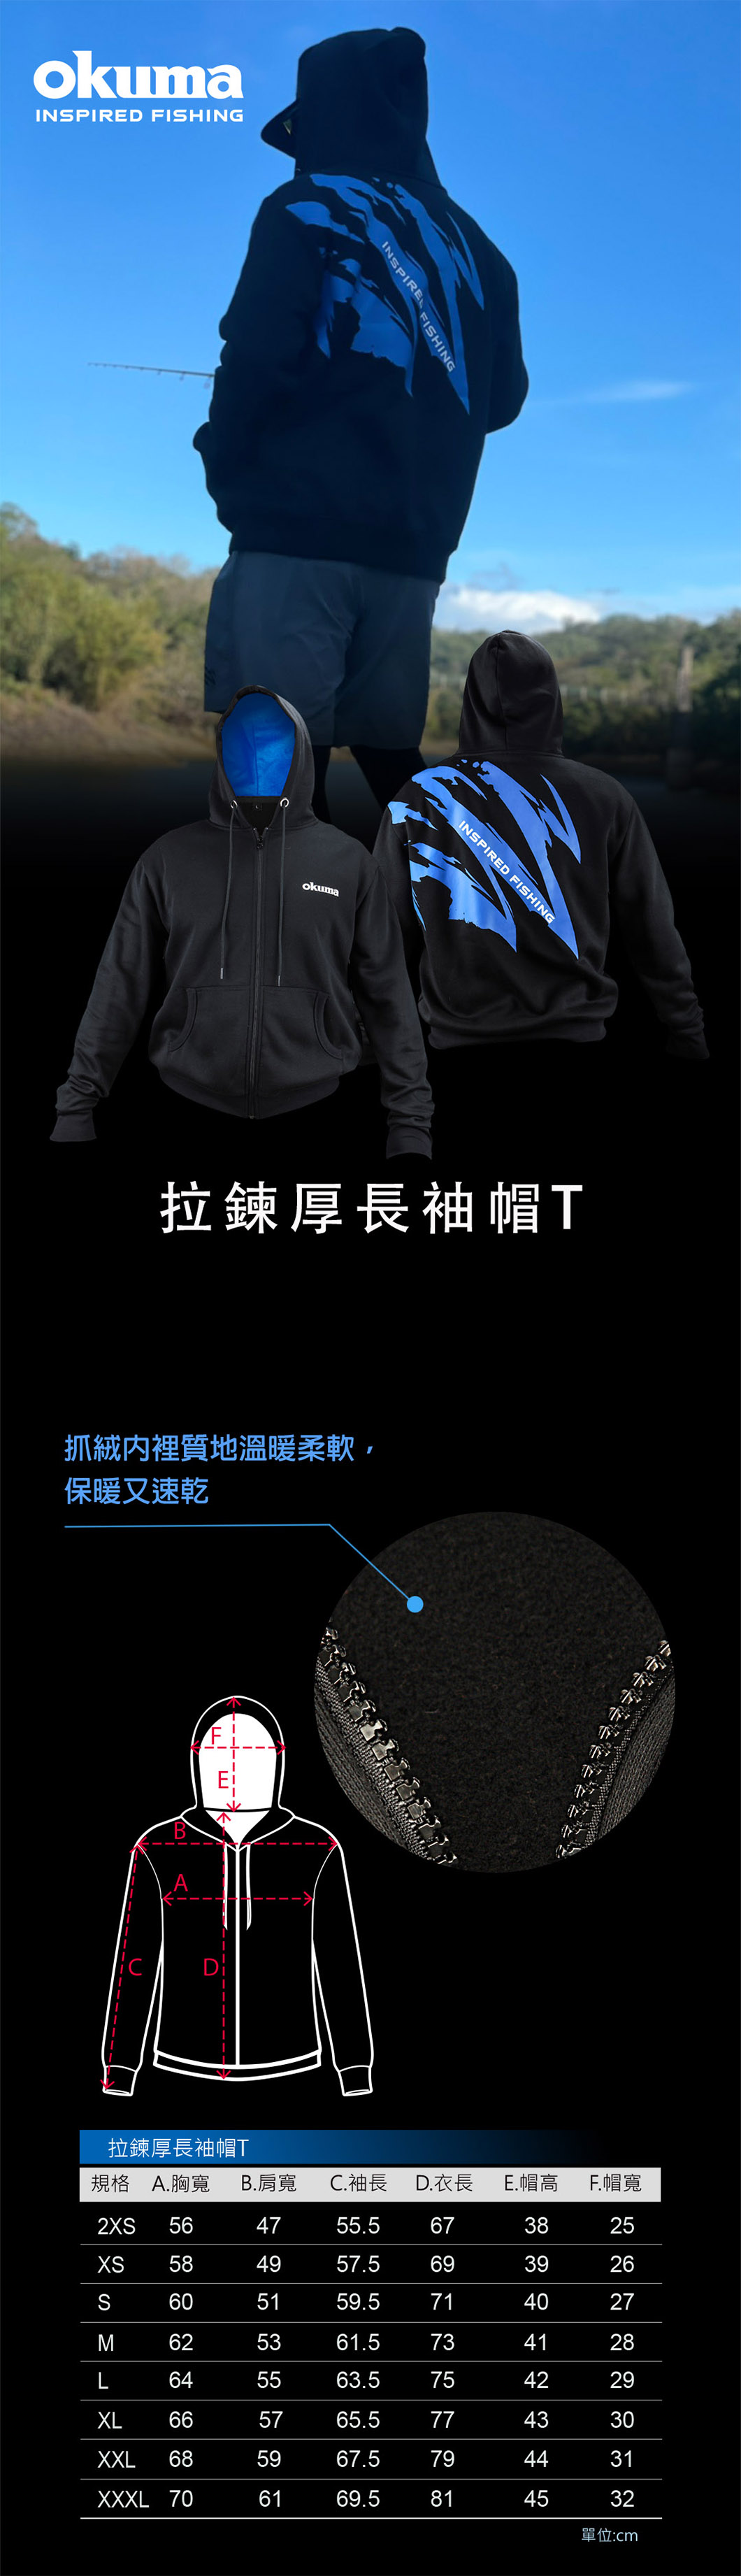 okuma
INSPIRED FISHING
INSPIRED FISHING
okuma
INSPIRED FISHING
拉鍊厚長袖帽T
抓絨内裡質地溫暖柔軟，
保暖又速乾
F
E
B
A
C
D
拉鍊厚長袖帽T
規格 A.胸寬 B.肩寬 C.袖長 D.衣長 E.帽高 F.帽寬
2XS 56 47 55.5 67 38 25
XS 58 49 57.5 69 39 26
S 60 51 59.5 71 40 27
M 62 53 61.5 73 41 28
L 64 55 63.5 75 42 29
XL 66 57 65.5 77 43 30
XXL 68 59 67.5 79 44 31
XXXL 70 61 69.5 81 45 32
單位:cm